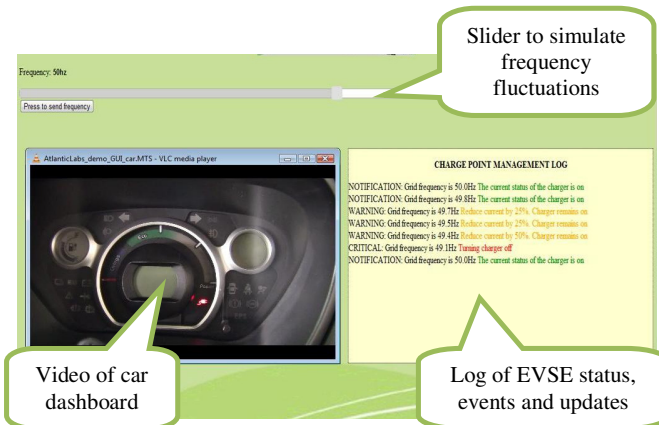 Slider to simulate
frequency
fluctuations
Frequency: 50hz
Press to send frequency
AtlanticLabs_demo_GUI_car.MTS - VLC media player
CHARGE POINT MANAGEMENT LOG
NOTIFICATION: Grid frequency is 50.0Hz The current status of the charger is on
NOTIFICATION: Grid frequency is 49.8Hz The current status of the charger is on
WARNING: Grid frequency is 49.7Hz Reduce current by 25%. Charger remains on
WARNING: Grid frequency is 49.5Hz Reduce current by 25%. Charger remains on
WARNING: Grid frequency is 49.4Hz Reduce current by 50%. Charger remains on
CRITICAL: Grid frequency is 49.1Hz Turning charger off
NOTIFICATION: Grid frequency is 50.0Hz The current status of the charger is on
Video of car
dashboard
Log of EVSE status,
events and updates